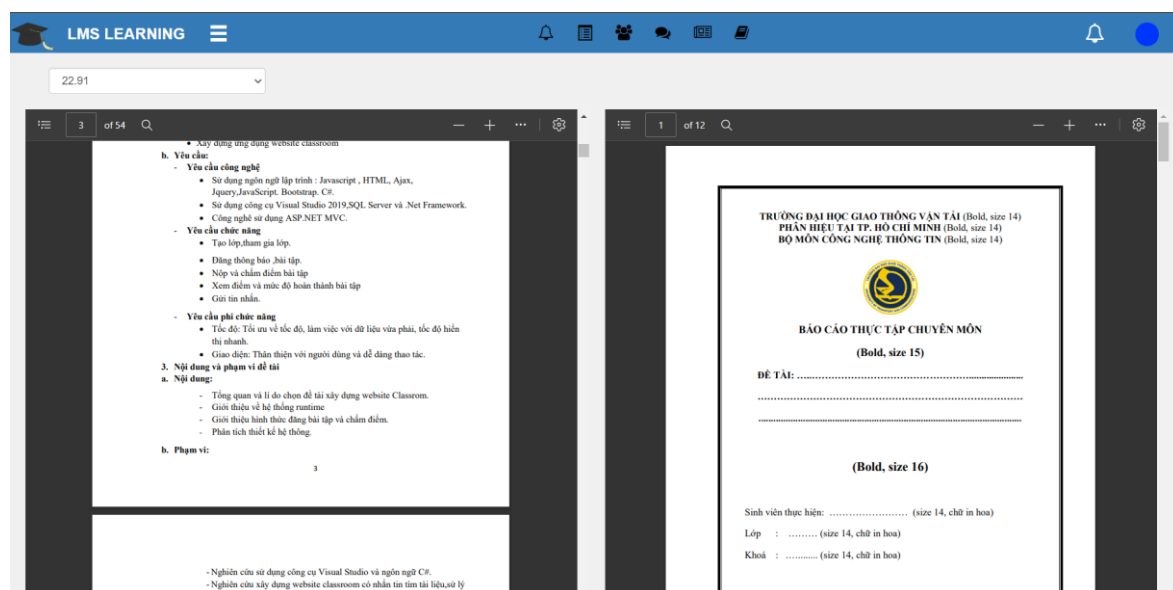 LMS LEARNING
22.91
3 of 54
• Xây dựng ứng dụng website classroom
b. Yêu cầu:
- Yêu cầu công nghệ
• Sử dụng ngôn ngữ lập trình : Javascript , HTML, Ajax,
Jquery,JavaScript. Bootstrap. C#.
• Sử dụng công cụ Visual Studio 2019,SQL Server và .Net Framework.
• Công nghê sử dụng ASP.NET MVC.
- Yêu cầu chức năng
• Tạo lớp,tham gia lớp.
• Đăng thông báo ,bài tập.
• Nộp và chấm điểm bài tập
• Xem điểm và mức độ hoàn thành bài tập
• Gửi tin nhắn.
- Yêu cầu phi chức năng
• Tốc độ: Tối ưu về tốc độ, làm việc với dữ liệu vừa phải, tốc độ hiển
thị nhanh.
• Giao diện: Thân thiện với người dùng và dễ dàng thao tác.
3. Nội dung và phạm vi đề tài
a. Nội dung:
- Tổng quan và lí do chọn đề tài xây dựng website Classrom.
- Giới thiệu về hệ thống runtime
- Giới thiệu hình thức đăng bài tập và chấm điểm.
- Phân tích thiết kế hệ thông.
b. Phạm vi:
3
- Nghiên cứu sử dụng công cụ Visual Studio và ngôn ngữ C#.
- Nghiên cứu xây dựng website classroom có nhắn tin tìm tài liệu,sử lý
1 of 12
TRƯỜNG ĐẠI HỌC GIAO THÔNG VẬN TẢI (Bold, size 14)
PHÂN HIỆU TẠI TP. HỒ CHÍ MINH (Bold, size 14)
BỘ MÔN CÔNG NGHỆ THÔNG TIN (Bold, size 14)
BÁO CÁO THỰC TẬP CHUYÊN MÔN
(Bold, size 15)
ĐỀ TÀI: ................................................................
................................................................
................................................................
(Bold, size 16)
Sinh viên thực hiện: ........................ (size 14, chữ in hoa)
Lớp : ......... (size 14, chữ in hoa)
Khoá : ............ (size 14, chữ in hoa)